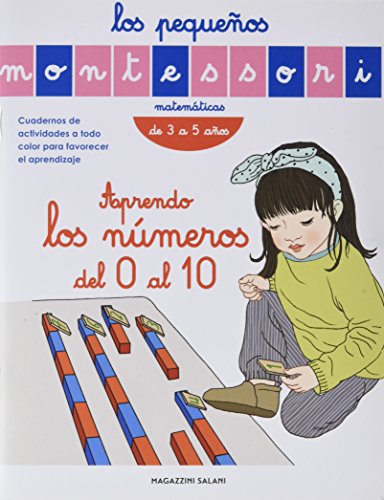 los pequeños
montessori
matemáticas
de 3 a 5 años
Cuadernos de
actividades a todo
color para favorecer
el aprendizaje
Aprendo
los números
del 0 al 10
MAGAZZINI SALANI